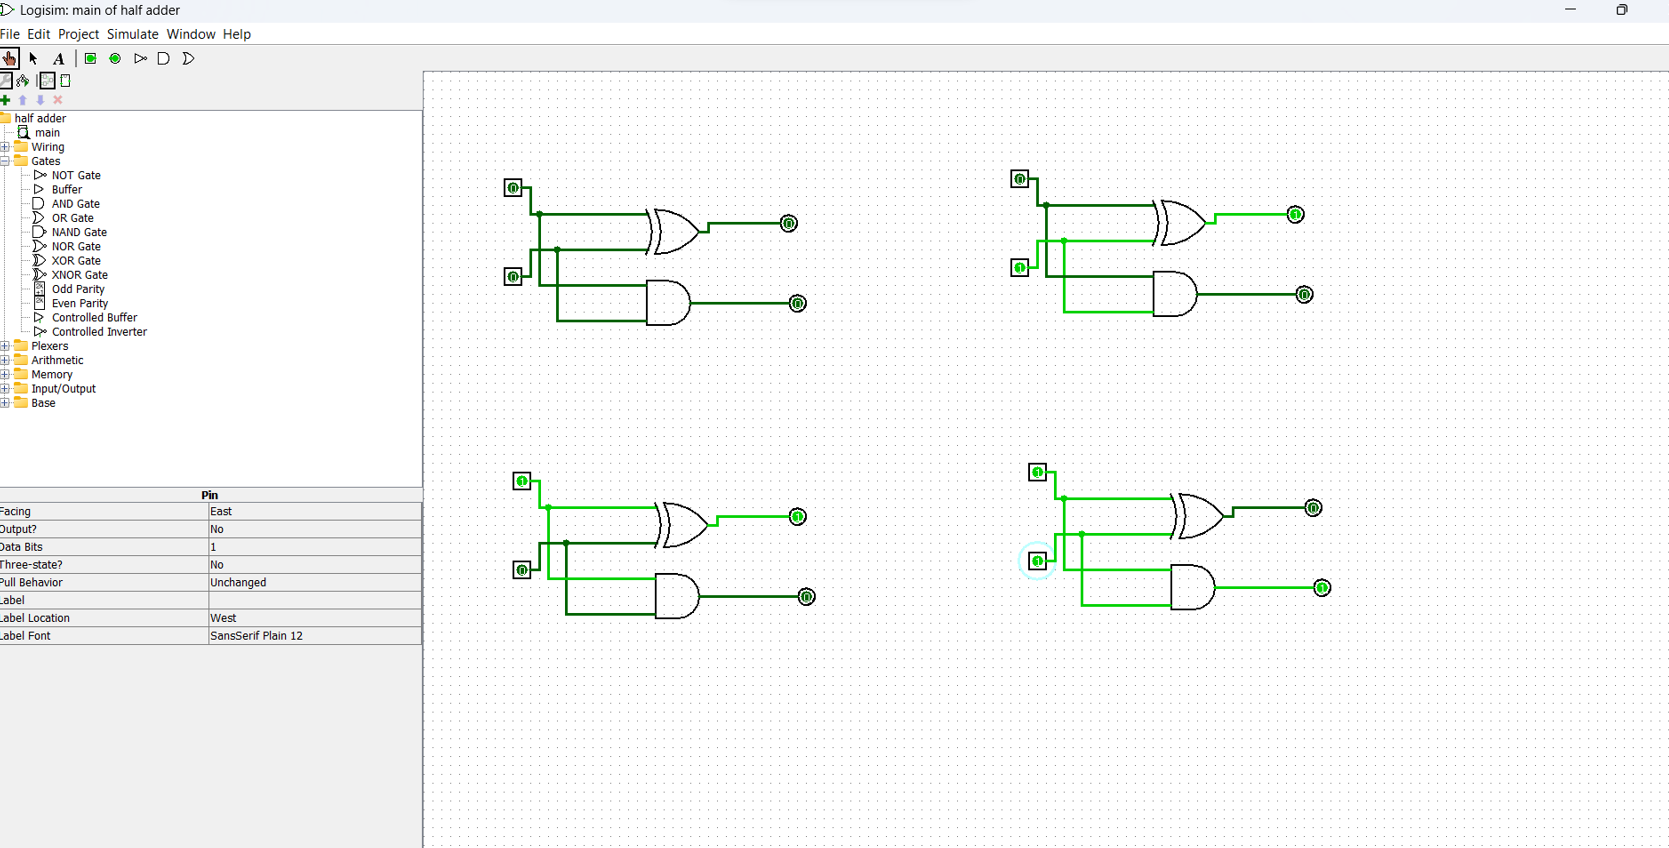 Logisim: main of half adder
File Edit Project Simulate Window Help
A
half adder
main
Wiring
Gates
NOT Gate
Buffer
AND Gate
OR Gate
NAND Gate
NOR Gate
XOR Gate
XNOR Gate
Odd Parity
Even Parity
Controlled Buffer
Controlled Inverter
Plexers
Arithmetic
Memory
Input/Output
Base
Pin
Facing East
Output? No
Data Bits 1
Three-state? No
Pull Behavior Unchanged
Label
Label Location West
Label Font SansSerif Plain 12
0 0
0 0
0 1
1 0
1 1
0 0
1 0
1 1